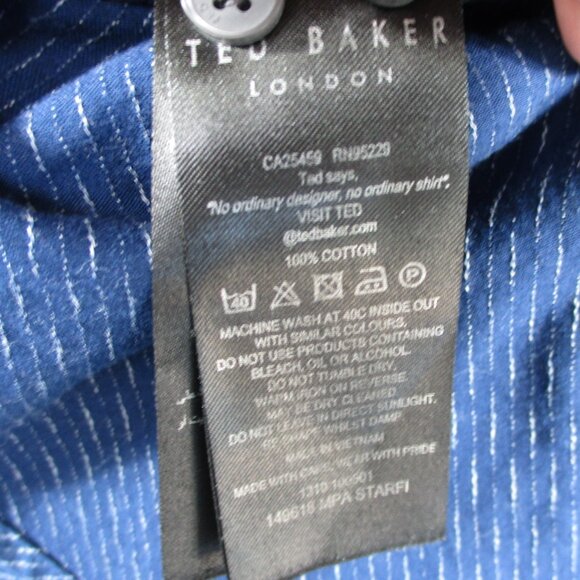 TED BAKER
LONDON
CA25459 RN95229
Ted says,
"No ordinary designer, no ordinary shirt".
VISIT TED
@tedbaker.com
100% COTTON
40
P
MACHINE WASH AT 40C INSIDE OUT
WITH SIMILAR COLOURS.
DO NOT USE PRODUCTS CONTAINING
BLEACH, OIL OR ALCOHOL.
DO NOT TUMBLE DRY.
WARM IRON ON REVERSE.
MAY BE DRY CLEANED
DO NOT LEAVE IN DIRECT SUNLIGHT.
RE SHAPE WHILST DAMP.
MADE IN VIETNAM
MADE WITH CARE, WEAR WITH PRIDE
149618 MPA STARFI